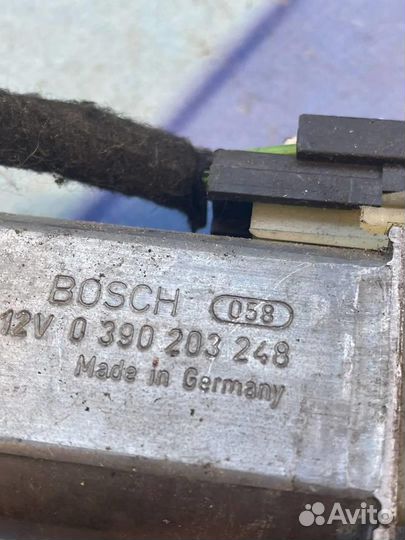 BOSCH 058
12V 0 390 203 248
Made in Germany
Avito